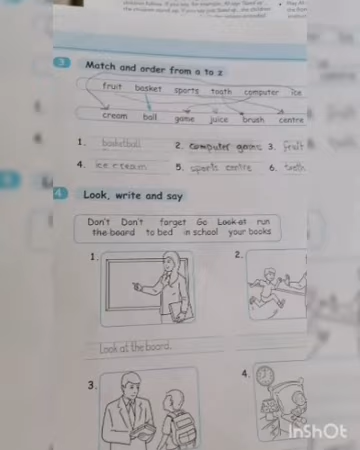 3 Match and order from a to z
fruit basket sports tooth computer ice
cream ball game juice brush centre
1. basketball 2. computer game 3. fruit
4. ice cream 5. sports centre 6. tooth
4 Look, write and say
Don't Don't forget Go Look at run
the board to bed in school your books
1. 2.
Look at the board.
3. 4.
InShOt